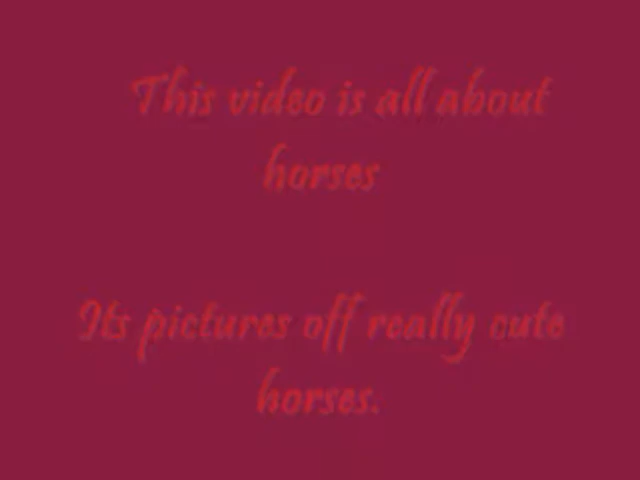 This video is all about
horses
Its pictures off really cute
horses.